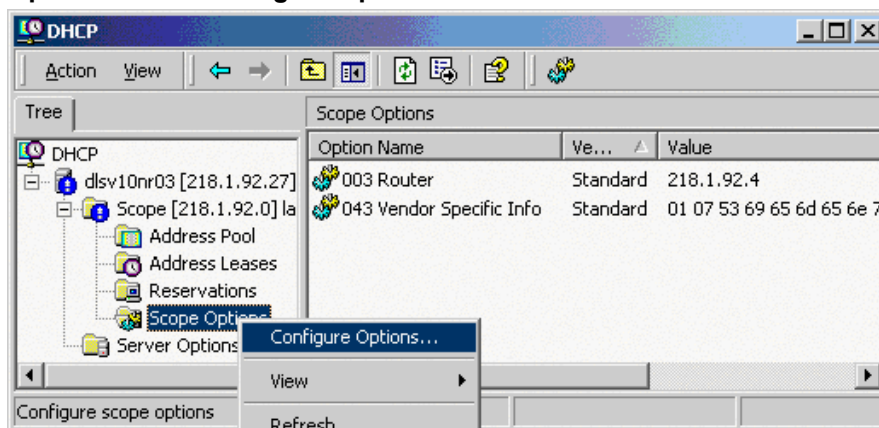 DHCP
Action View
Tree
Scope Options
DHCP
dlsv10nr03 [218.1.92.27]
Scope [218.1.92.0] la
Address Pool
Address Leases
Reservations
Scope Options
Server Options
Option Name Ve... Value
003 Router Standard 218.1.92.4
043 Vendor Specific Info Standard 01 07 53 69 65 6d 65 6e 7
Configure Options...
View
Refresh
Configure scope options